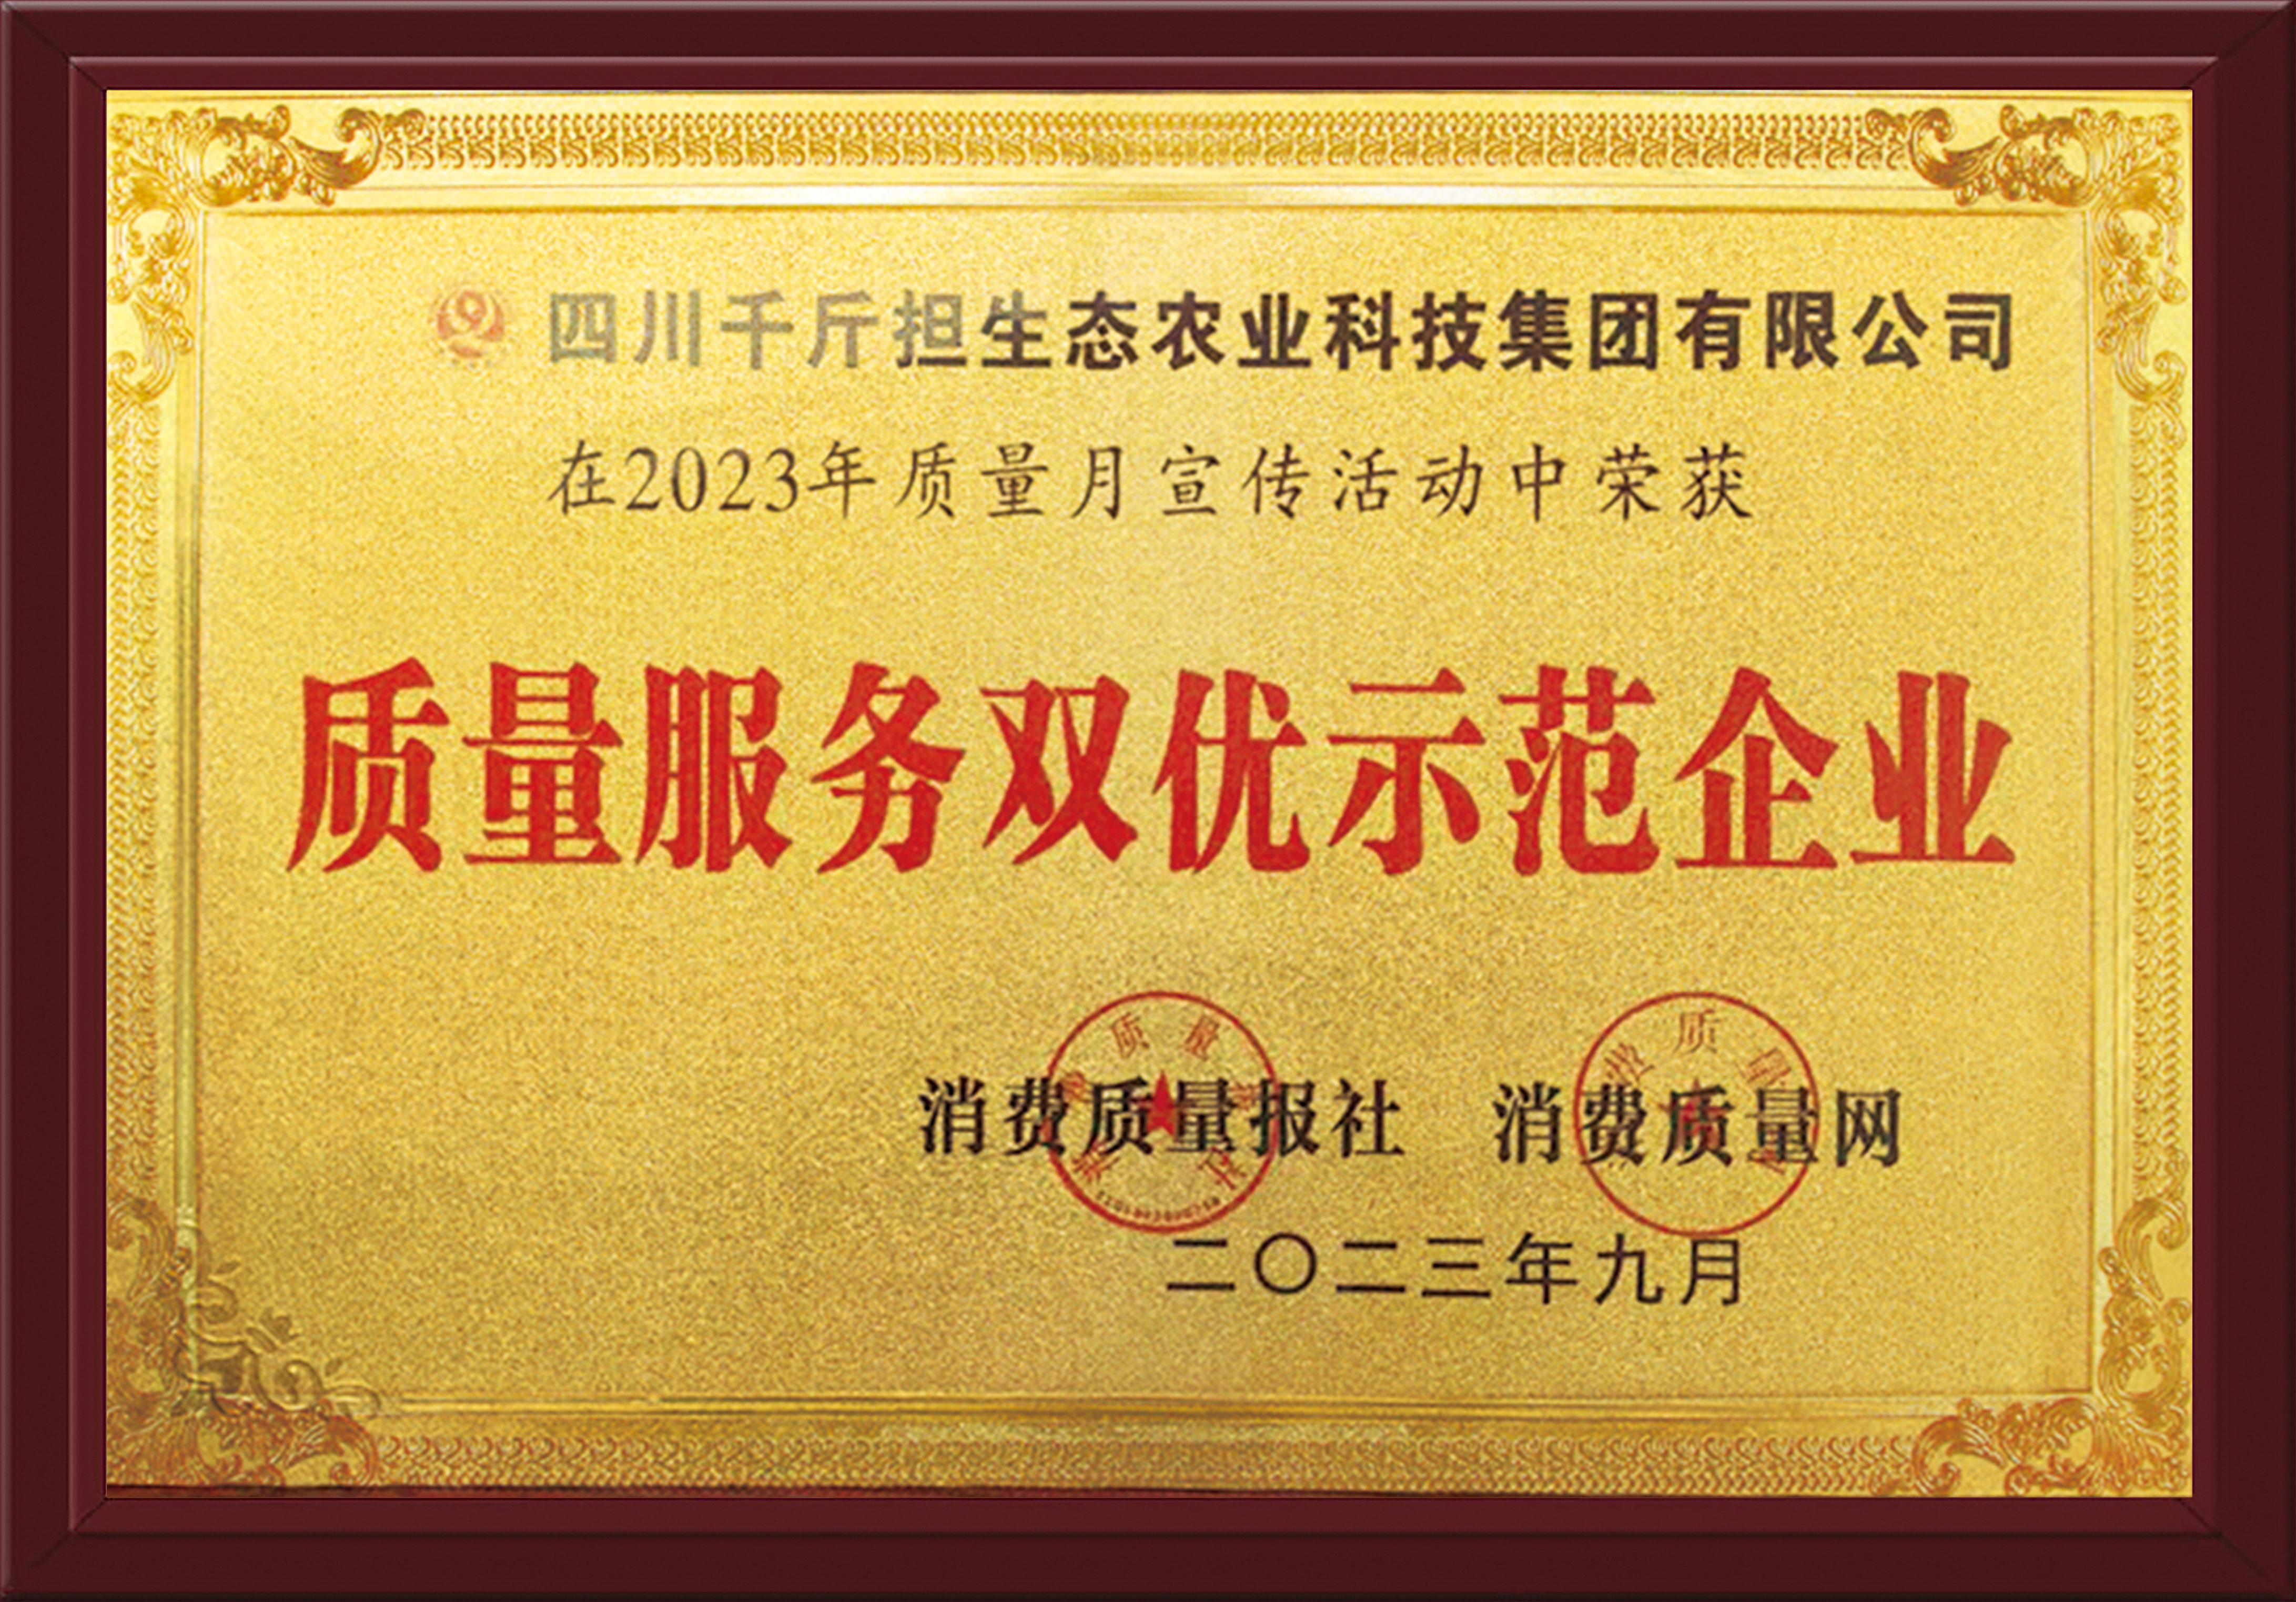 四川千斤担生态农业科技集团有限公司
在2023年质量月宣传活动中荣获
质量服务双优示范企业
消费质量报社 消费质量网
二〇二三年九月